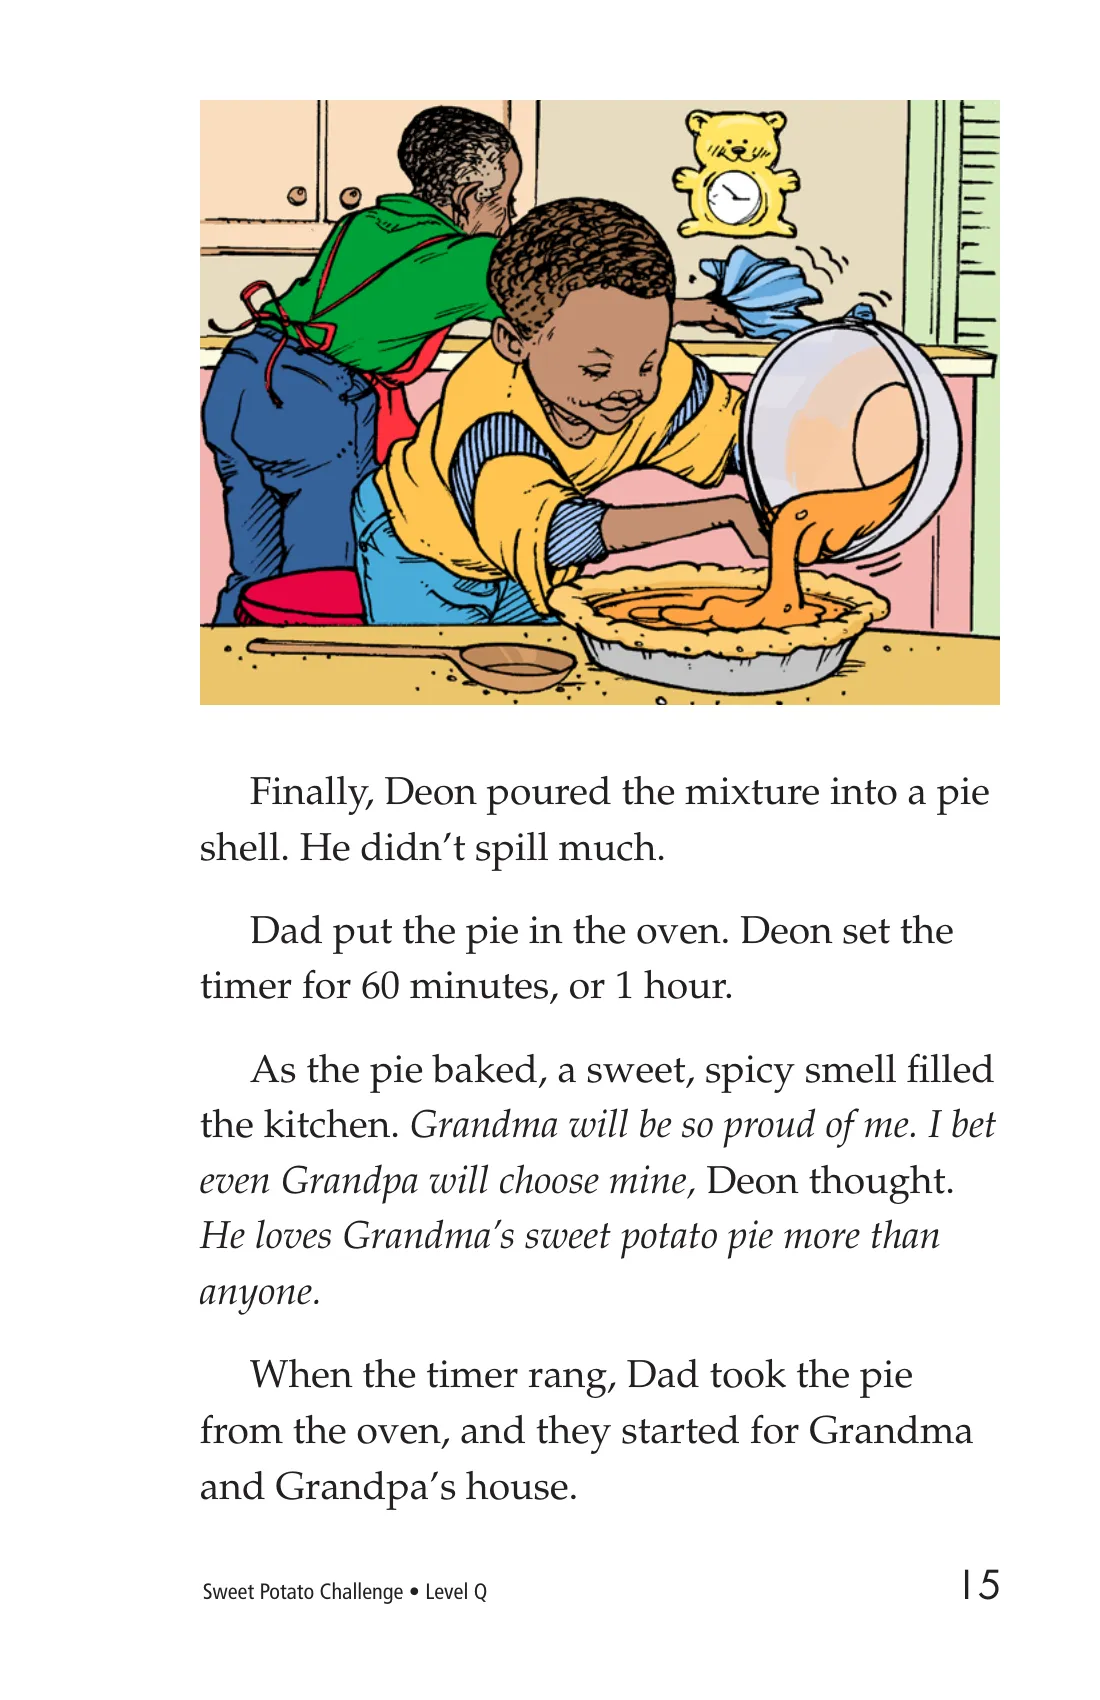 Finally, Deon poured the mixture into a pie
shell. He didn’t spill much.
Dad put the pie in the oven. Deon set the
timer for 60 minutes, or 1 hour.
As the pie baked, a sweet, spicy smell filled
the kitchen. Grandma will be so proud of me. I bet
even Grandpa will choose mine, Deon thought.
He loves Grandma’s sweet potato pie more than
anyone.
When the timer rang, Dad took the pie
from the oven, and they started for Grandma
and Grandpa’s house.
Sweet Potato Challenge • Level Q
15